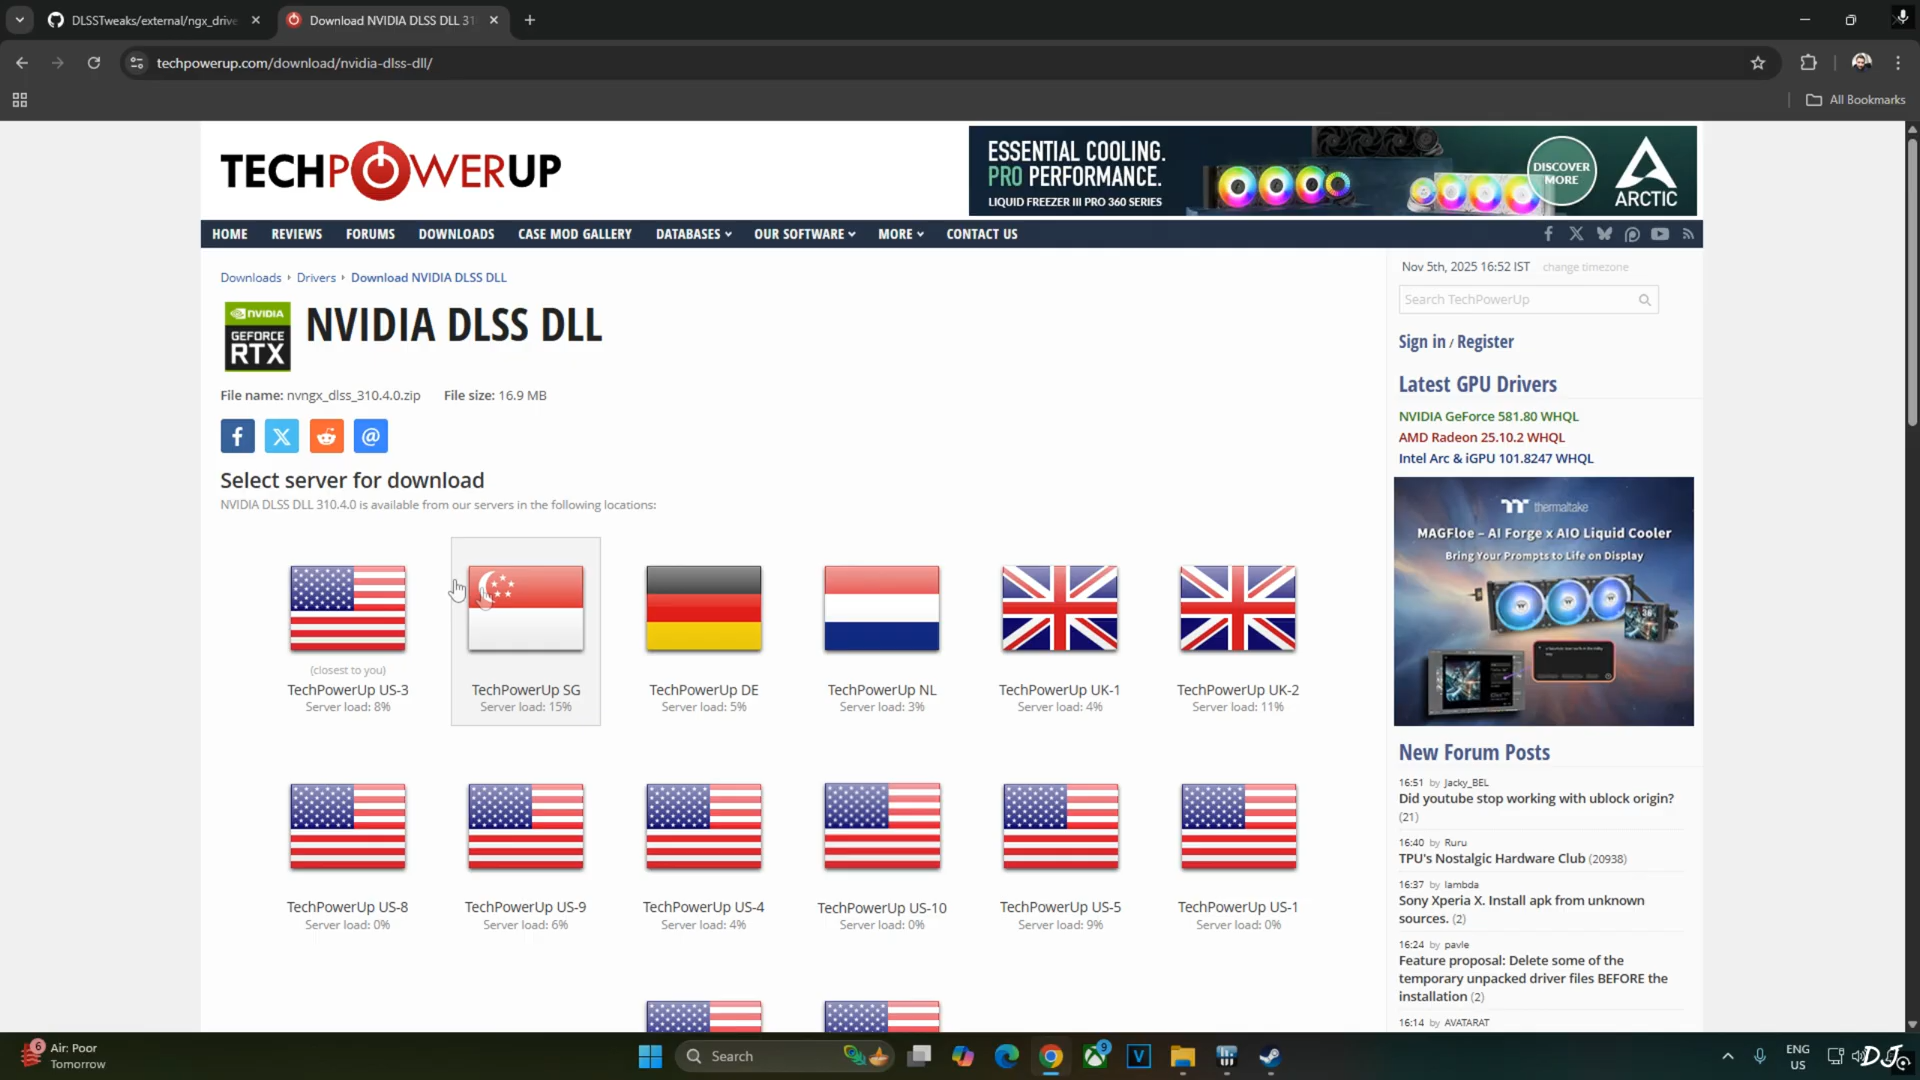 DLSSTweaks/external/ngx_drive
Download NVIDIA DLSS DLL 31
techpowerup.com/download/nvidia-dlss-dll/
All Bookmarks
TECHPOWERUP
ESSENTIAL COOLING.
PRO PERFORMANCE.
LIQUID FREEZER III PRO 360 SERIES
DISCOVER
MORE
ARCTIC
HOME REVIEWS FORUMS DOWNLOADS CASE MOD GALLERY DATABASES OUR SOFTWARE MORE CONTACT US
Downloads Drivers Download NVIDIA DLSS DLL
NVIDIA
GEFORCE
RTX
NVIDIA DLSS DLL
File name: nvngx_dlss_310.4.0.zip File size: 16.9 MB
Select server for download
NVIDIA DLSS DLL 310.4.0 is available from our servers in the following locations:
(closest to you)
TechPowerUp US-3
Server load: 8%
TechPowerUp SG
Server load: 15%
TechPowerUp DE
Server load: 5%
TechPowerUp NL
Server load: 3%
TechPowerUp UK-1
Server load: 4%
TechPowerUp UK-2
Server load: 11%
TechPowerUp US-8
Server load: 0%
TechPowerUp US-9
Server load: 6%
TechPowerUp US-4
Server load: 4%
TechPowerUp US-10
Server load: 0%
TechPowerUp US-5
Server load: 9%
TechPowerUp US-1
Server load: 0%
Nov 5th, 2025 16:52 IST change timezone
Search TechPowerUp
Sign in / Register
Latest GPU Drivers
NVIDIA GeForce 581.80 WHQL
AMD Radeon 25.10.2 WHQL
Intel Arc & iGPU 101.8247 WHQL
thermaltake
MAGFloe – AI Forge x AIO Liquid Cooler
Bring Your Prompts to Life on Display
New Forum Posts
16:51 by Jacky_BEL
Did youtube stop working with ublock origin?
(21)
16:40 by Ruru
TPU's Nostalgic Hardware Club (20938)
16:37 by lambda
Sony Xperia X. Install apk from unknown
sources. (2)
16:24 by pavle
Feature proposal: Delete some of the
temporary unpacked driver files BEFORE the
installation (2)
16:14 by AVATARAT
6
Air: Poor
Tomorrow
Search
9
V
ENG
US
DJ